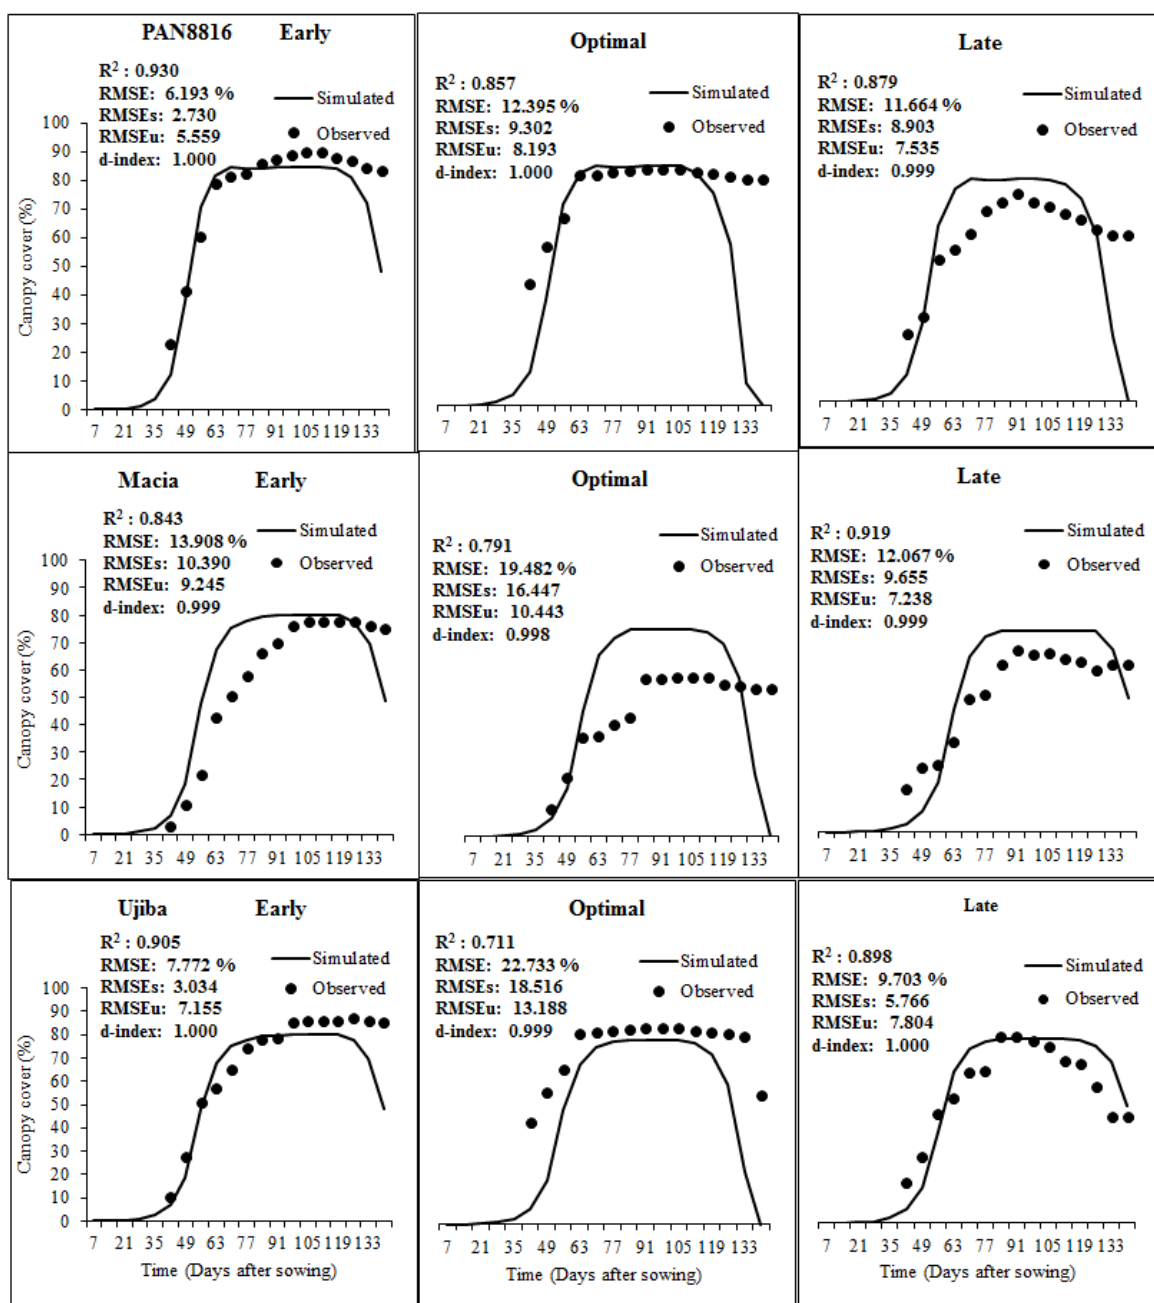 PAN8816 Early
R² : 0.930
RMSE: 6.193 %
RMSEs: 2.730
RMSEu: 5.559
d-index: 1.000
Simulated
Observed
Canopy cover (%)
100
90
80
70
60
50
40
30
20
10
0
7 21 35 49 63 77 91 105 119 133
Optimal
R² : 0.857
RMSE: 12.395 %
RMSEs: 9.302
RMSEu: 8.193
d-index: 1.000
Simulated
Observed
7 21 35 49 63 77 91 105 119 133
Late
R² : 0.879
RMSE: 11.664 %
RMSEs: 8.903
RMSEu: 7.535
d-index: 0.999
Simulated
Observed
7 21 35 49 63 77 91 105 119 133
Macia Early
R² : 0.843
RMSE: 13.908 %
RMSEs: 10.390
RMSEu: 9.245
d-index: 0.999
Simulated
Observed
Canopy cover (%)
100
90
80
70
60
50
40
30
20
10
0
7 21 35 49 63 77 91 105 119 133
Optimal
R² : 0.791
RMSE: 19.482 %
RMSEs: 16.447
RMSEu: 10.443
d-index: 0.998
Simulated
Observed
7 21 35 49 63 77 91 105 119 133
Late
R² : 0.919
RMSE: 12.067 %
RMSEs: 9.655
RMSEu: 7.238
d-index: 0.999
Simulated
Observed
7 21 35 49 63 77 91 105 119 133
Ujiba Early
R² : 0.905
RMSE: 7.772 %
RMSEs: 3.034
RMSEu: 7.155
d-index: 1.000
Simulated
Observed
Canopy cover (%)
100
90
80
70
60
50
40
30
20
10
0
7 21 35 49 63 77 91 105 119 133
Time (Days after sowing)
Optimal
R² : 0.711
RMSE: 22.733 %
RMSEs: 18.516
RMSEu: 13.188
d-index: 0.999
Simulated
Observed
7 21 35 49 63 77 91 105 119 133
Time (Days after sowing)
Late
R² : 0.898
RMSE: 9.703 %
RMSEs: 5.766
RMSEu: 7.804
d-index: 1.000
Simulated
Observed
7 21 35 49 63 77 91 105 119 133
Time (Days after sowing)